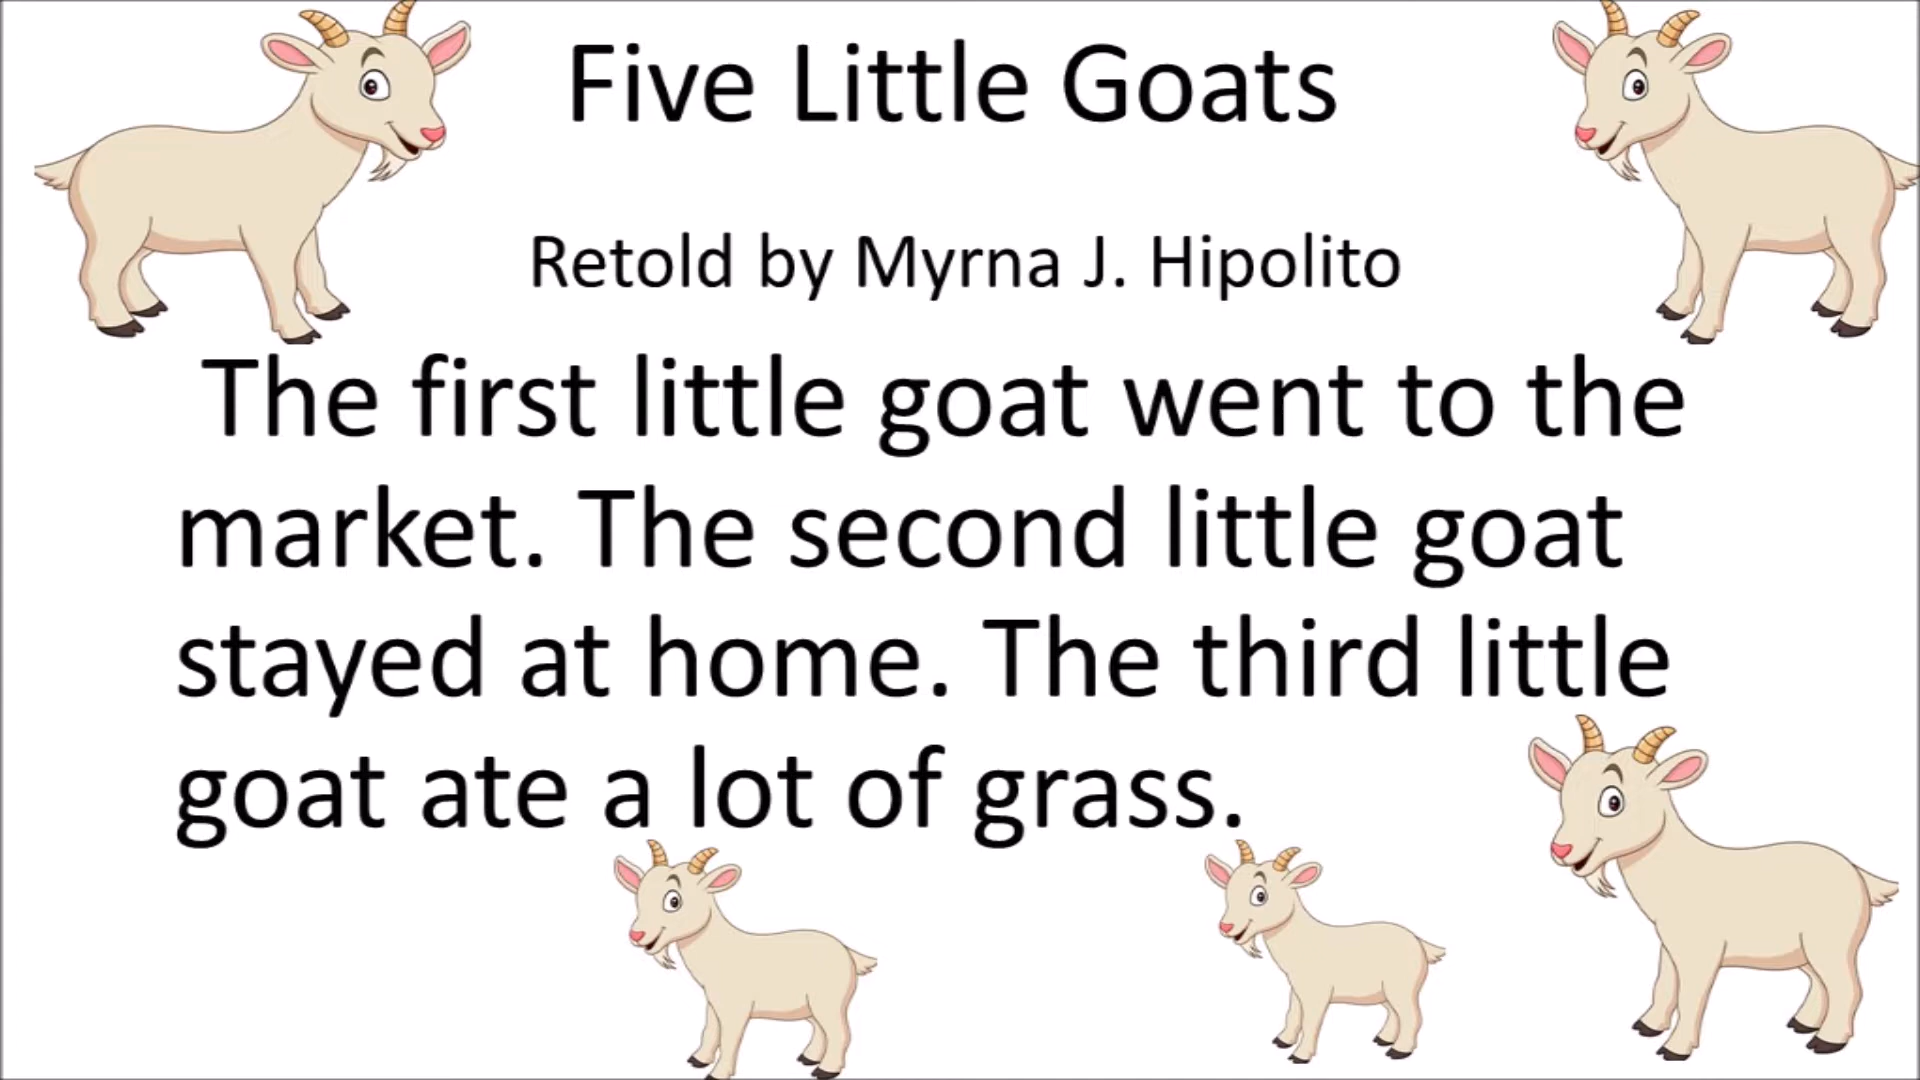 Five Little Goats
Retold by Myrna J. Hipolito
The first little goat went to the
market. The second little goat
stayed at home. The third little
goat ate a lot of grass.